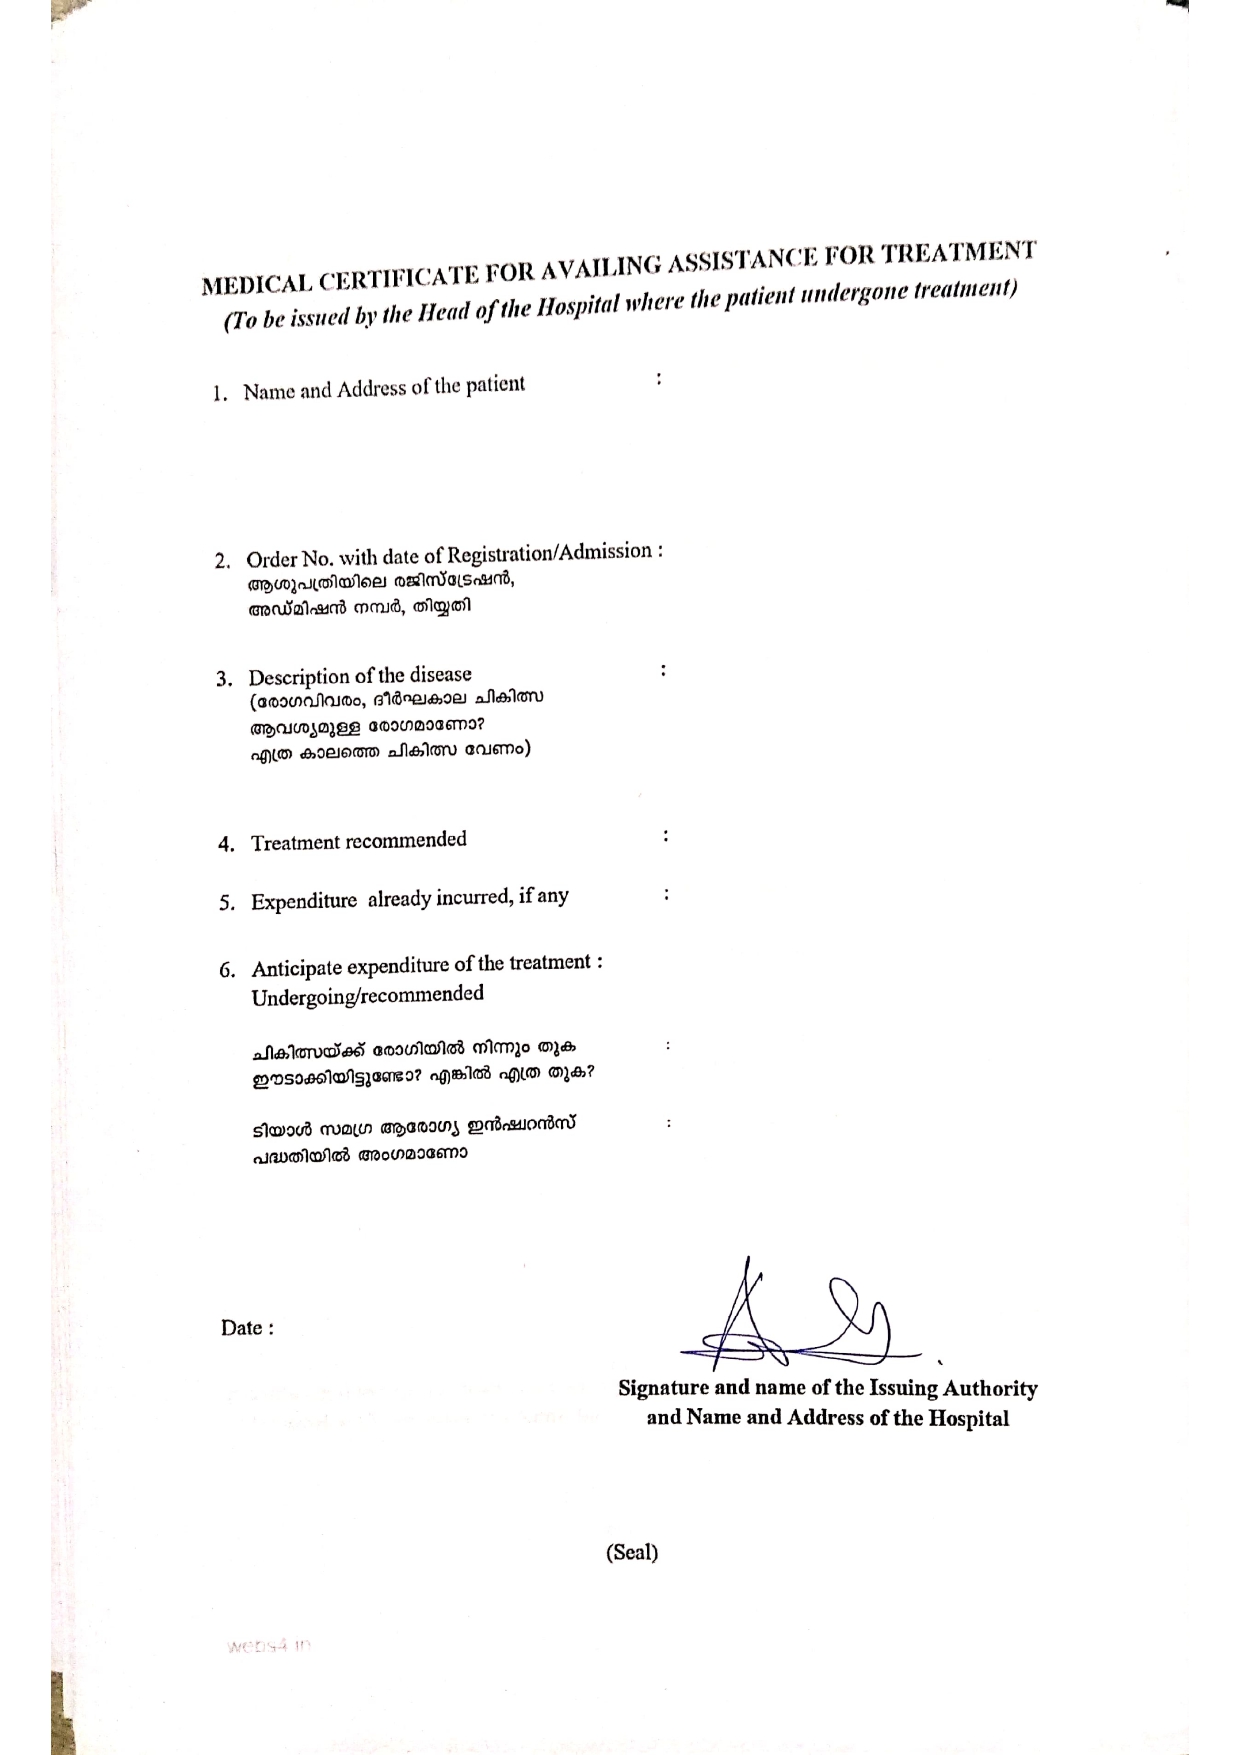 MEDICAL CERTIFICATE FOR AVAILING ASSISTANCE FOR TREATMENT
(To be issued by the Head of the Hospital where the patient undergone treatment)
1. Name and Address of the patient :
2. Order No. with date of Registration/Admission :
ആശുപത്രിയിലെ രജിസ്ട്രേഷൻ,
അഡ്മിഷൻ നമ്പർ, തിയ്യതി
3. Description of the disease :
(രോഗവിവരം, ദീർഘകാല ചികിത്സ
ആവശ്യമുള്ള രോഗമാണോ?
എത്ര കാലത്തെ ചികിത്സ വേണം)
4. Treatment recommended :
5. Expenditure already incurred, if any :
6. Anticipate expenditure of the treatment :
Undergoing/recommended
ചികിത്സയ്ക്ക് രോഗിയിൽ നിന്നും തുക :
ഈടാക്കിയിട്ടുണ്ടോ? എങ്കിൽ എത്ര തുക?
ടിയാൾ സമഗ്ര ആരോഗ്യ ഇൻഷുറൻസ് :
പദ്ധതിയിൽ അംഗമാണോ
Date :
Signature and name of the Issuing Authority
and Name and Address of the Hospital
(Seal)